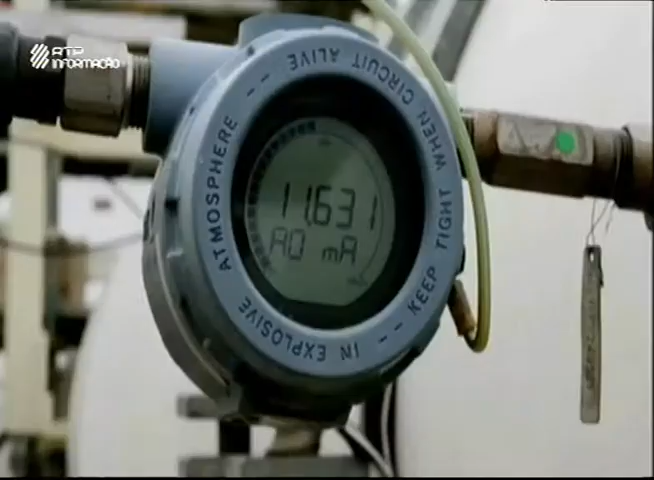 RTP
INFORMAÇÃO
WHEN CIRCUIT ALIVE -- KEEP TIGHT -- IN EXPLOSIVE ATMOSPHERE --
11.631
AO mA